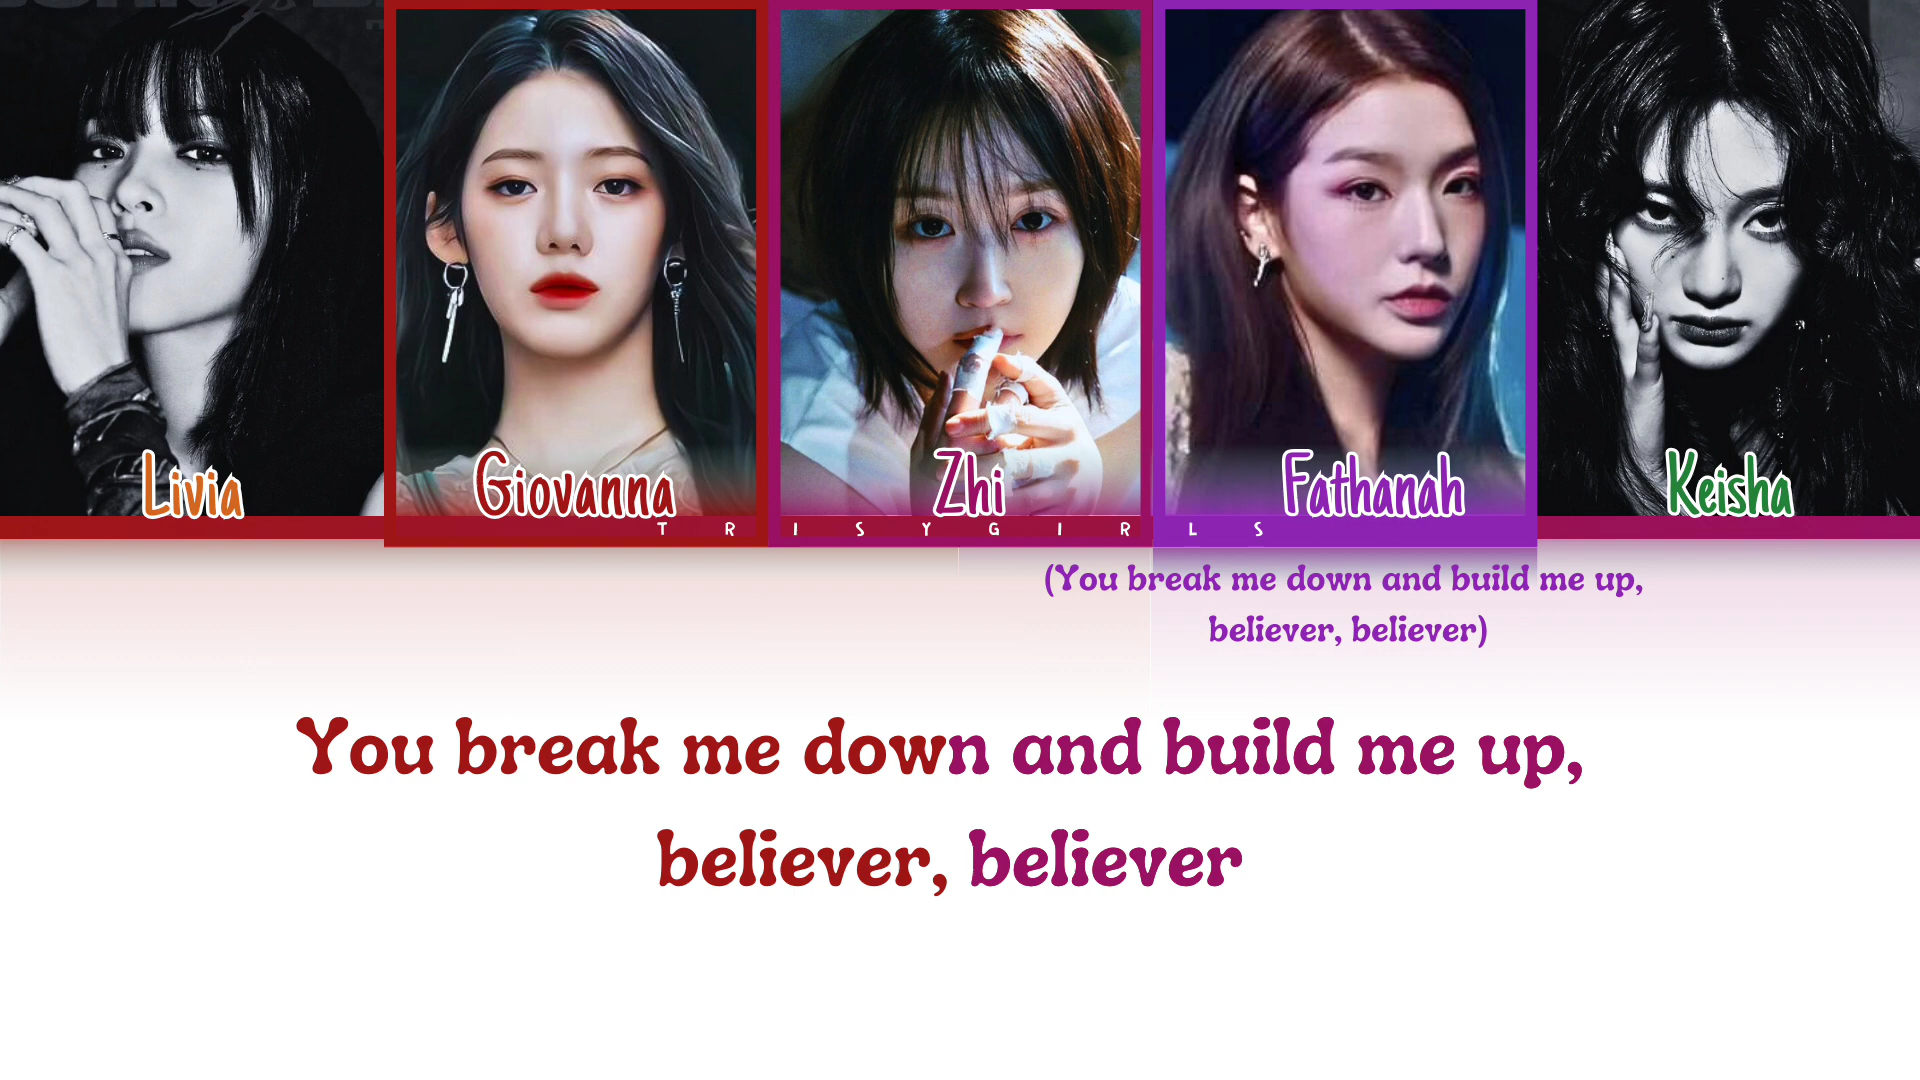 Livia
Giovanna
Zhi
Fathanah
Keisha
TRISYGIRLS
(You break me down and build me up,
believer, believer)
You break me down and build me up,
believer, believer